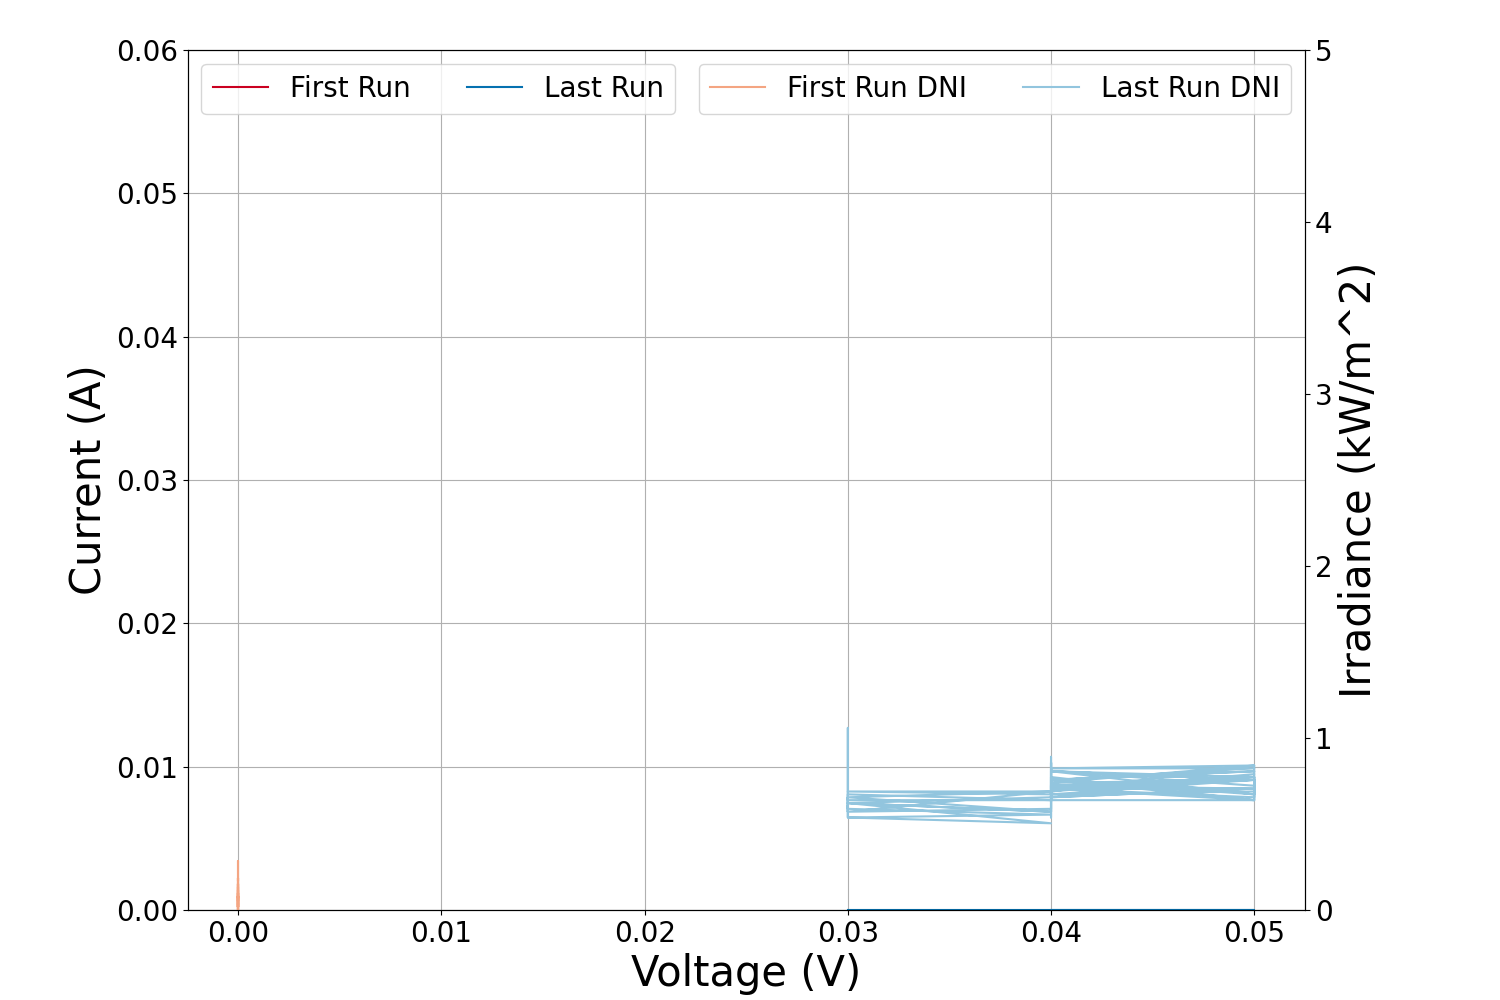 First Run
Last Run
First Run DNI
Last Run DNI
0.06
0.05
0.04
0.03
0.02
0.01
0.00
Current (A)
5
4
3
2
1
0
Irradiance (kW/m^2)
0.00
0.01
0.02
0.03
0.04
0.05
Voltage (V)